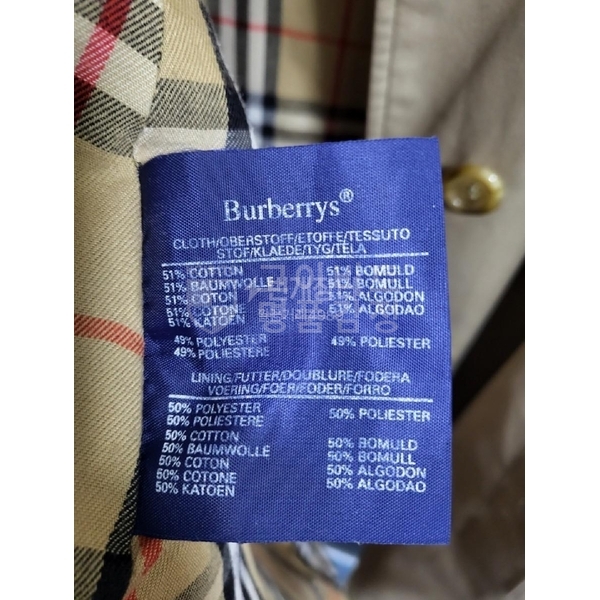 Burberrys®
CLOTH/OBERSTOFF/ETOFFE/TESSUTO
STOF/KLAEDE/TYG/TELA
51% COTTON 51% BOMULD
51% BAUMWOLLE 51% BOMULL
51% COTON 51% ALGODON
51% COTONE 51% ALGODAO
51% KATOEN
49% POLYESTER 49% POLIESTER
49% POLIESTERE
LINING/FUTTER/DOUBLURE/FODERA
VOERING/FOER/FODER/FORRO
50% POLYESTER 50% POLIESTER
50% POLIESTERE
50% COTTON 50% BOMULD
50% BAUMWOLLE 50% BOMULL
50% COTON 50% ALGODON
50% COTONE 50% ALGODAO
50% KATOEN